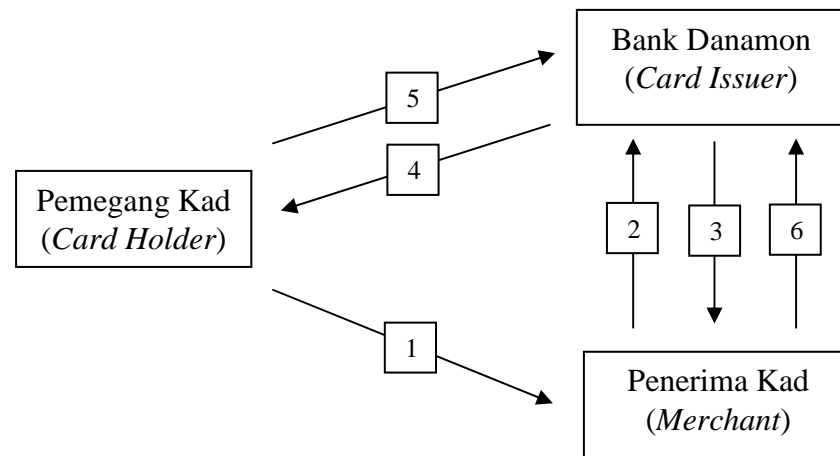 Bank Danamon
(Card Issuer)
5
4
Pemegang Kad
(Card Holder)
2
3
6
1
Penerima Kad
(Merchant)